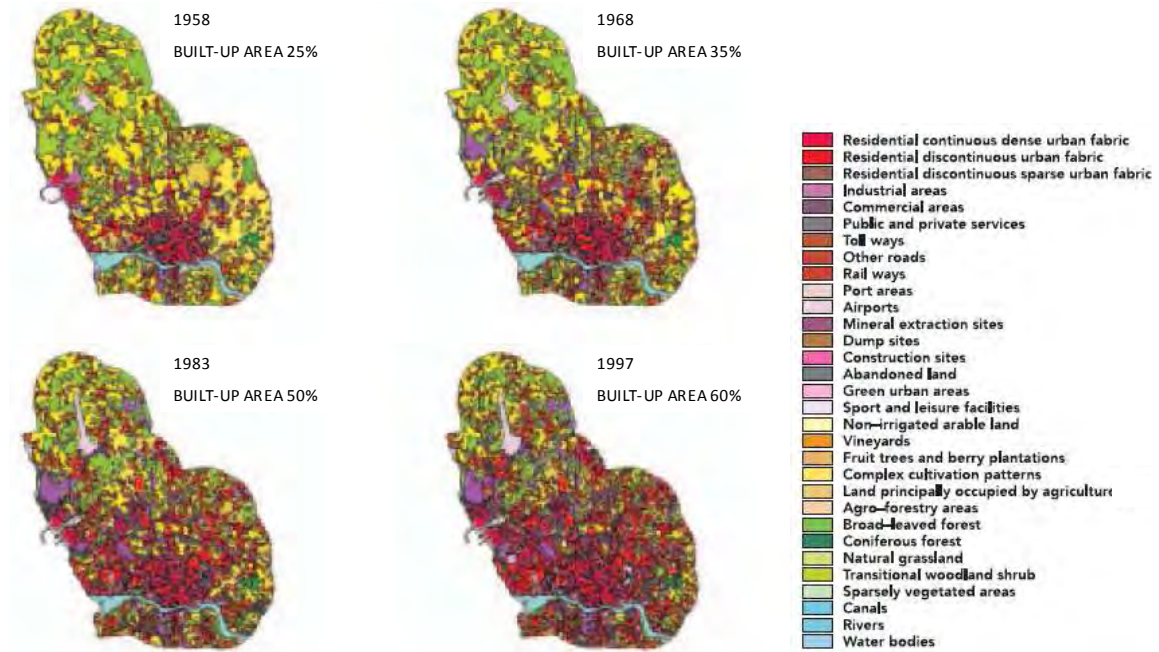 1958
BUILT-UP AREA 25%
1968
BUILT-UP AREA 35%
1983
BUILT-UP AREA 50%
1997
BUILT-UP AREA 60%
Residential continuous dense urban fabric
Residential discontinuous urban fabric
Residential discontinuous sparse urban fabric
Industrial areas
Commercial areas
Public and private services
Toll ways
Other roads
Rail ways
Port areas
Airports
Mineral extraction sites
Dump sites
Construction sites
Abandoned land
Green urban areas
Sport and leisure facilities
Non-irrigated arable land
Vineyards
Fruit trees and berry plantations
Complex cultivation patterns
Land principally occupied by agriculture
Agro-forestry areas
Broad-leaved forest
Coniferous forest
Natural grassland
Transitional woodland shrub
Sparsely vegetated areas
Canals
Rivers
Water bodies